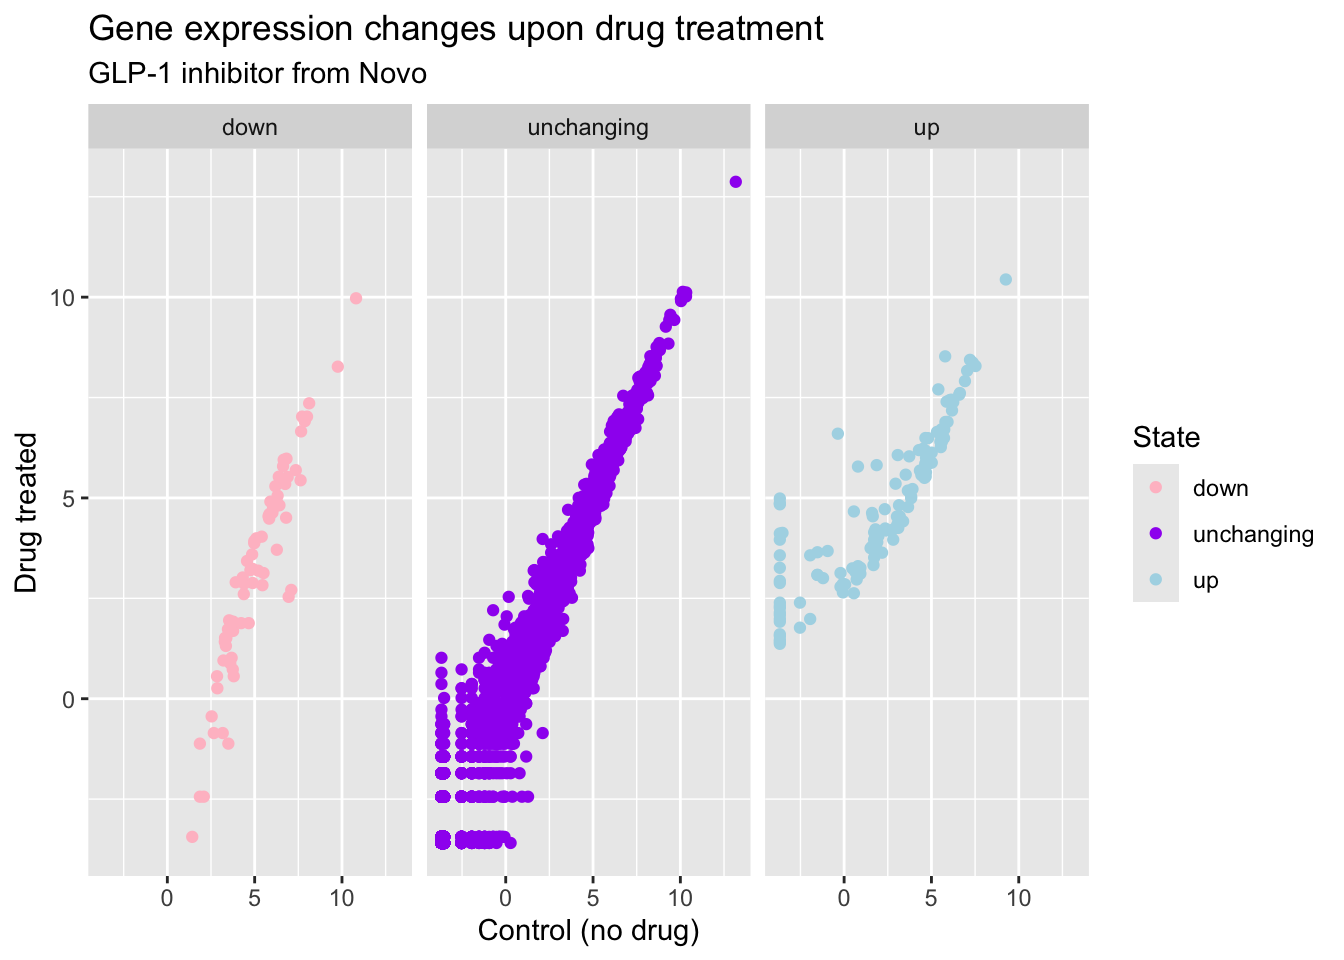 Gene expression changes upon drug treatment
GLP-1 inhibitor from Novo
down unchanging up
10
5
0
Drug treated
0 5 10 0 5 10 0 5 10
Control (no drug)
State
down
unchanging
up